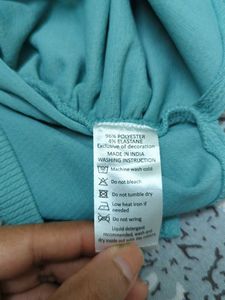 96% POLYESTER
4% ELASTANE
Exclusive of decoration
MADE IN INDIA
WASHING INSTRUCTION
Machine wash cold
Do not bleach
Do not tumble dry
Low heat iron if
needed
Do not wring
Liquid detergent
recommended, wash and
dry inside out with like colours